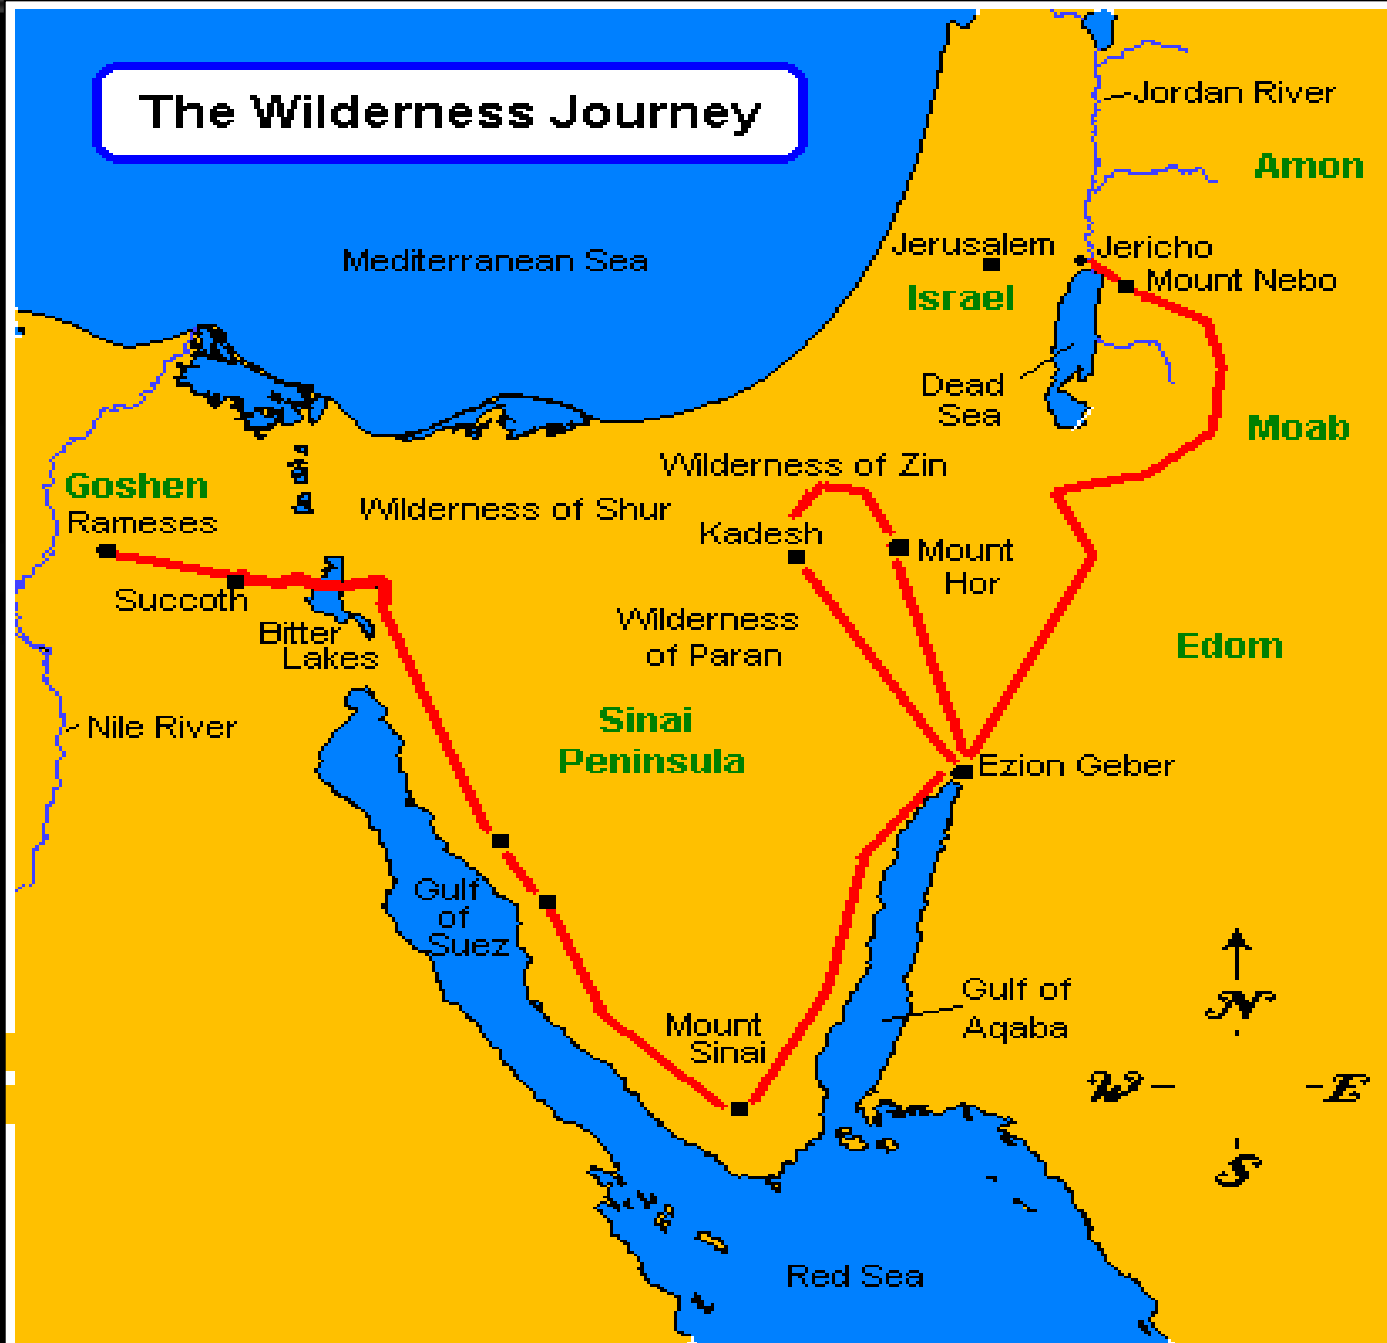 The Wilderness Journey
Jordan River
Amon
Mediterranean Sea
Jerusalem
Jericho
Mount Nebo
Israel
Dead
Sea
Moab
Wilderness of Zin
Goshen
Rameses
Wilderness of Shur
Kadesh
Mount
Hor
Succoth
Bitter
Lakes
Wilderness
of Paran
Edom
Nile River
Sinai
Peninsula
Ezion Geber
Gulf
of
Suez
Gulf of
Aqaba
Mount
Sinai
N
W
E
S
Red Sea